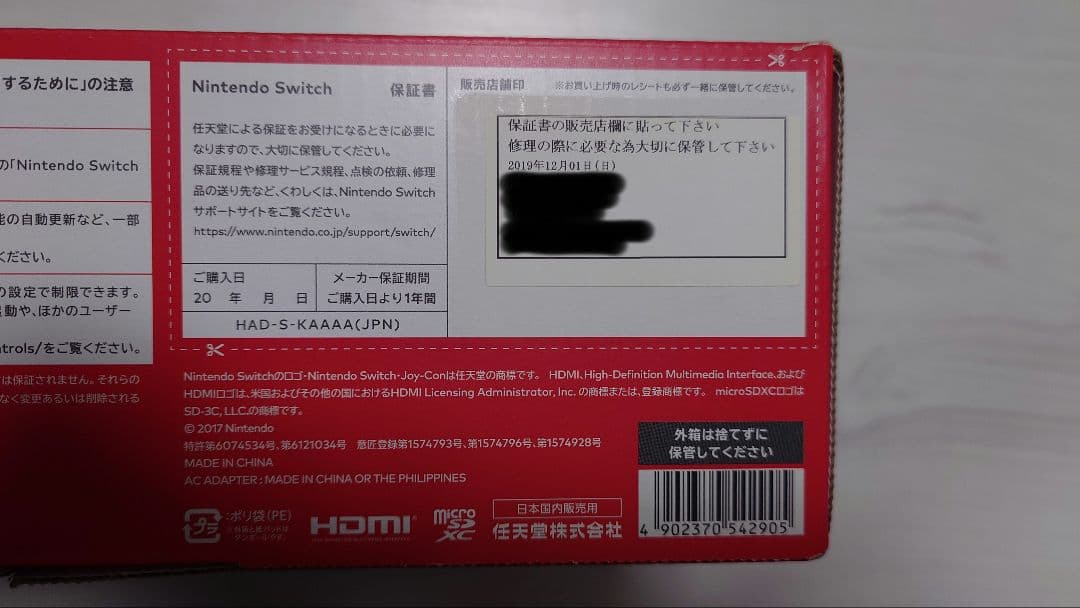 するために」の注意
の「Nintendo Switch
能の自動更新など、一部
ください。
の設定で制限できます。
起動や、ほかのユーザー
ntrols/をご覧ください。
は保証されません。それらの
なく変更あるいは削除される
Nintendo Switch 保証書
任天堂による保証をお受けになるときに必要に
なりますので、大切に保管してください。
保証規程や修理サービス規程、点検の依頼、修理
品の送り先など、くわしくは、Nintendo Switch
サポートサイトをご覧ください。
https://www.nintendo.co.jp/support/switch/
ご購入日
20 年 月 日
メーカー保証期間
ご購入日より1年間
HAD-S-KAAAA(JPN)
販売店舗印 ※お買い上げ時のレシートも必ず一緒に保管してください。
保証書の販売店欄に貼って下さい
修理の際に必要な為大切に保管して下さい
2019年12月01日(日)
Nintendo Switchのロゴ・Nintendo Switch・Joy-Conは任天堂の商標です。 HDMI、High-Definition Multimedia Interface、および
HDMIロゴは、米国およびその他の国におけるHDMI Licensing Administrator, Inc. の商標または、登録商標です。 microSDXCロゴは
SD-3C, LLC.の商標です。
© 2017 Nintendo
特許第6074534号、第6121034号 意匠登録第1574793号、第1574796号、第1574928号
MADE IN CHINA
AC ADAPTER : MADE IN CHINA OR THE PHILIPPINES
プラ
:ポリ袋(PE)
※外箱と紙パッドは
ダンボールです。
HDMI
micro
SD
XC
日本国内販売用
任天堂株式会社
外箱は捨てずに
保管してください
4 902370 542905